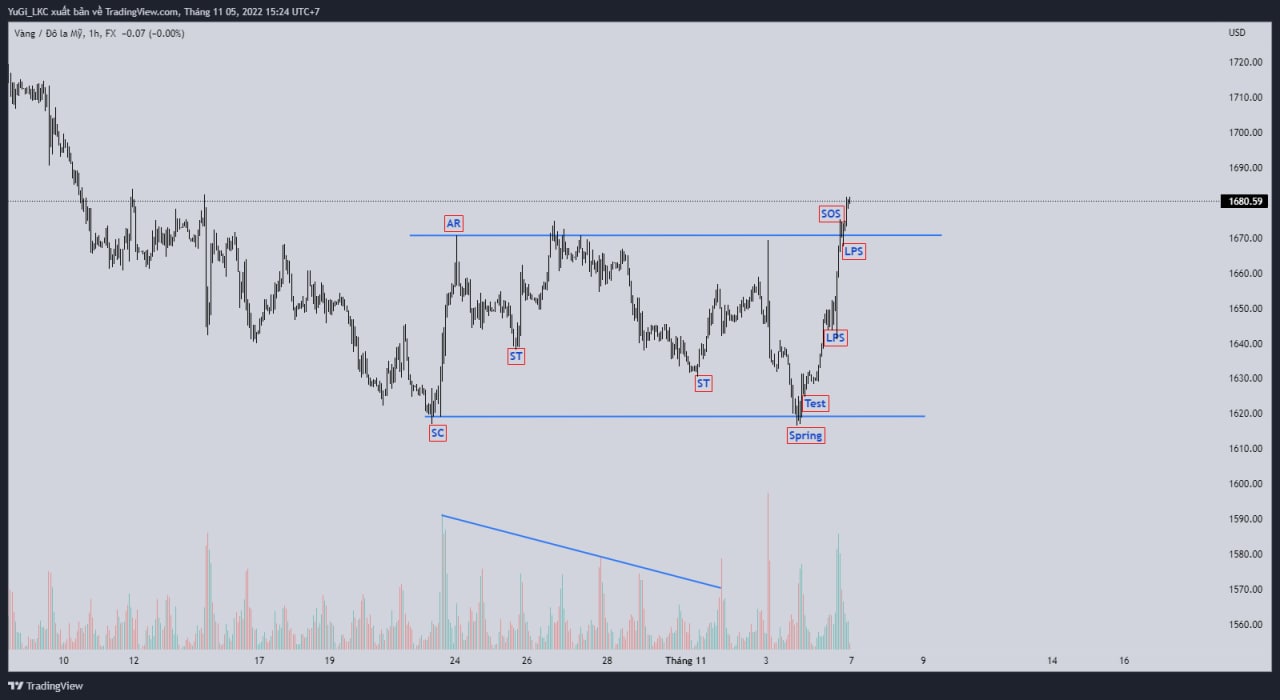 YuGi_LKC xuất bản về TradingView.com, Tháng 11 05, 2022 15:24 UTC+7
Vàng / Đô la Mỹ, 1h, FX −0.07 (−0.00%)
USD
1720.00
1710.00
1700.00
1690.00
1680.59
1670.00
1660.00
1650.00
1640.00
1630.00
1620.00
1610.00
1600.00
1590.00
1580.00
1570.00
1560.00
AR
SOS
LPS
LPS
ST
ST
Test
SC
Spring
10 12 17 19 24 26 28 Tháng 11 3 7 9 14 16
TradingView